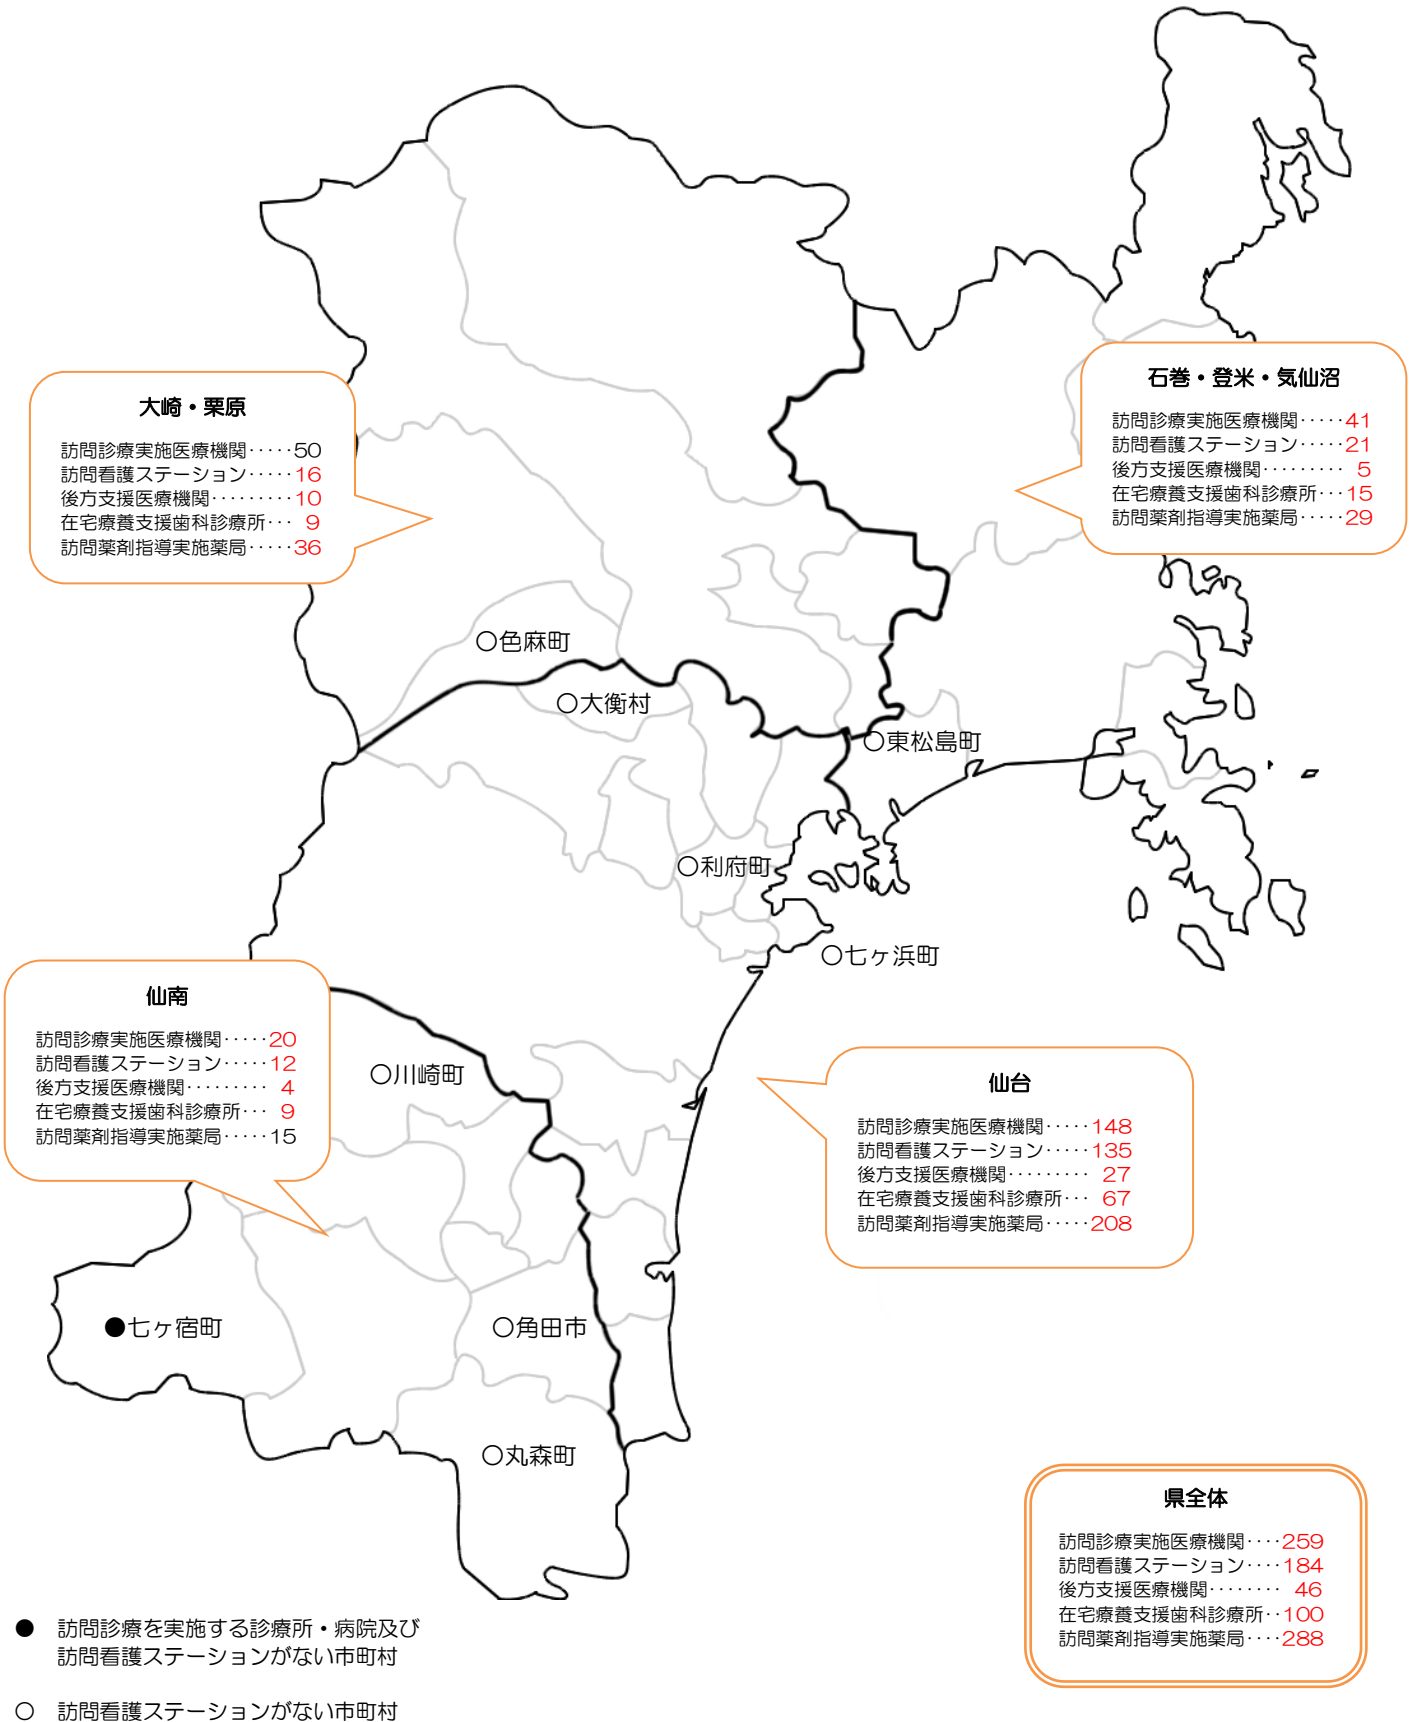 石巻・登米・気仙沼
訪問診療実施医療機関・・・・・41
訪問看護ステーション・・・・・21
後方支援医療機関・・・・・・・・・ 5
在宅療養支援歯科診療所・・・15
訪問薬剤指導実施薬局・・・・・29
大崎・栗原
訪問診療実施医療機関・・・・・50
訪問看護ステーション・・・・・16
後方支援医療機関・・・・・・・・・10
在宅療養支援歯科診療所・・・ 9
訪問薬剤指導実施薬局・・・・・36
○色麻町
○大衡村
○東松島町
○利府町
○七ヶ浜町
仙南
訪問診療実施医療機関・・・・・20
訪問看護ステーション・・・・・12
後方支援医療機関・・・・・・・・・ 4
在宅療養支援歯科診療所・・・ 9
訪問薬剤指導実施薬局・・・・・15
○川崎町
仙台
訪問診療実施医療機関・・・・・148
訪問看護ステーション・・・・・135
後方支援医療機関・・・・・・・・・ 27
在宅療養支援歯科診療所・・・ 67
訪問薬剤指導実施薬局・・・・・208
●七ヶ宿町
○角田市
○丸森町
県全体
訪問診療実施医療機関・・・・259
訪問看護ステーション・・・・184
後方支援医療機関・・・・・・・・ 46
在宅療養支援歯科診療所・・100
訪問薬剤指導実施薬局・・・・288
● 訪問診療を実施する診療所・病院及び
訪問看護ステーションがない市町村
○ 訪問看護ステーションがない市町村